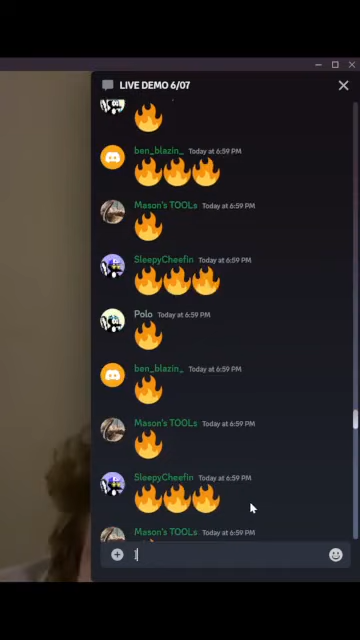 LIVE DEMO 6/07
ben_blazin_ Today at 6:59 PM
Mason's TOOLs Today at 6:59 PM
SleepyCheefin Today at 6:59 PM
Polo Today at 6:59 PM
ben_blazin_ Today at 6:59 PM
Mason's TOOLs Today at 6:59 PM
SleepyCheefin Today at 6:59 PM
Mason's TOOLs Today at 6:59 PM